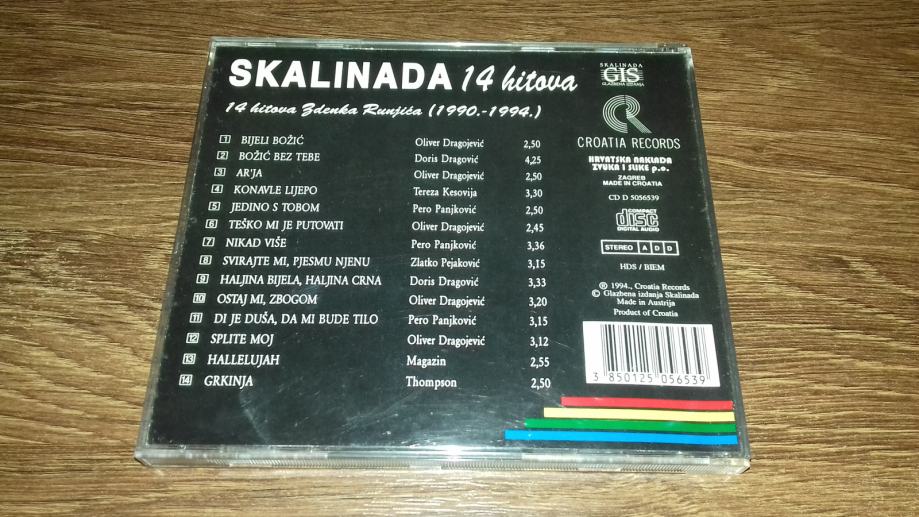 SKALINADA 14 hitova
14 hitova Zdenka Runjića (1990.-1994.)
1 BIJELI BOŽIĆ Oliver Dragojević 2,50
2 BOŽIĆ BEZ TEBE Doris Dragović 4,25
3 AR'JA Oliver Dragojević 2,50
4 KONAVLE LIJEPO Tereza Kesovija 3,30
5 JEDINO S TOBOM Pero Panjković 2,50
6 TEŠKO MI JE PUTOVATI Oliver Dragojević 2,45
7 NIKAD VIŠE Pero Panjković 3,36
8 SVIRAJTE MI, PJESMU NJENU Zlatko Pejaković 3,15
9 HALJINA BIJELA, HALJINA CRNA Doris Dragović 3,33
10 OSTAJ MI, ZBOGOM Oliver Dragojević 3,20
11 DI JE DUŠA, DA MI BUDE TILO Pero Panjković 3,15
12 SPLITE MOJ Oliver Dragojević 3,12
13 HALLELUJAH Magazin 2,55
14 GRKINJA Thompson 2,50
SKALINADA
GIS
GLAZBENA IZDANJA
CROATIA RECORDS
HRVATSKA NAKLADA
ZVUKA I SLIKE p.o.
ZAGREB
MADE IN CROATIA
CD D 5056539
COMPACT
disc
DIGITAL AUDIO
STEREO A D D
HDS / BIEM
℗ 1994., Croatia Records
© Glazbena izdanja Skalinada
Made in Austrija
Product of Croatia
3 850125 056539